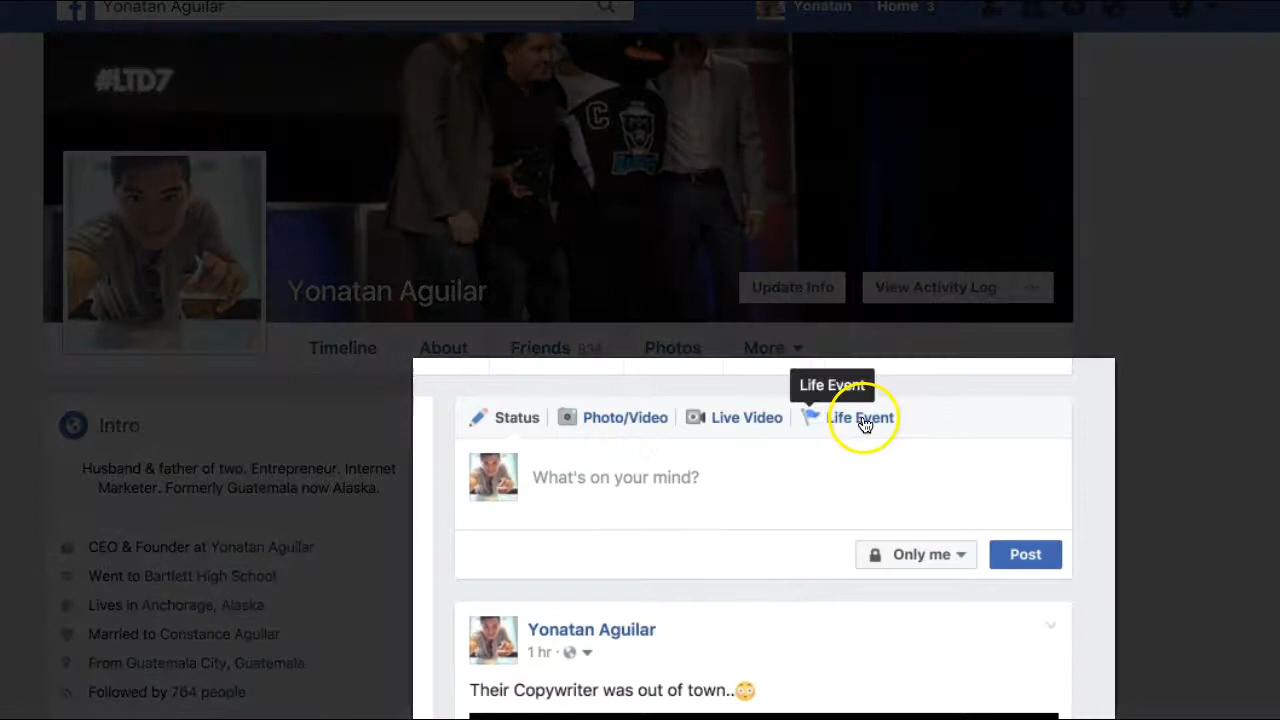 Yonatan Aguilar
Yonatan Home 3
#LTD7
C
Yonatan Aguilar
Update Info View Activity Log ...
Timeline About Friends 834 Photos More
Life Event
Status Photo/Video Live Video Life Event
Intro
Husband & father of two. Entrepreneur. Internet
Marketer. Formerly Guatemala now Alaska.
What's on your mind?
CEO & Founder at Yonatan Aguilar
Went to Bartlett High School
Lives in Anchorage, Alaska
Married to Constance Aguilar
From Guatemala City, Guatemala
Followed by 764 people
Only me Post
Yonatan Aguilar
1 hr ·
Their Copywriter was out of town..😳